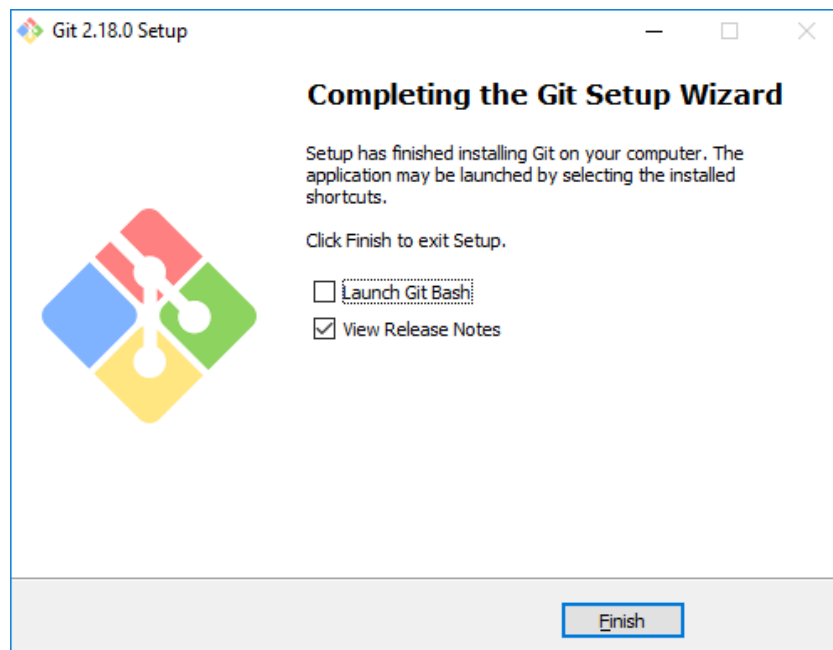 Git 2.18.0 Setup
Completing the Git Setup Wizard
Setup has finished installing Git on your computer. The
application may be launched by selecting the installed
shortcuts.
Click Finish to exit Setup.
Launch Git Bash
View Release Notes
Finish